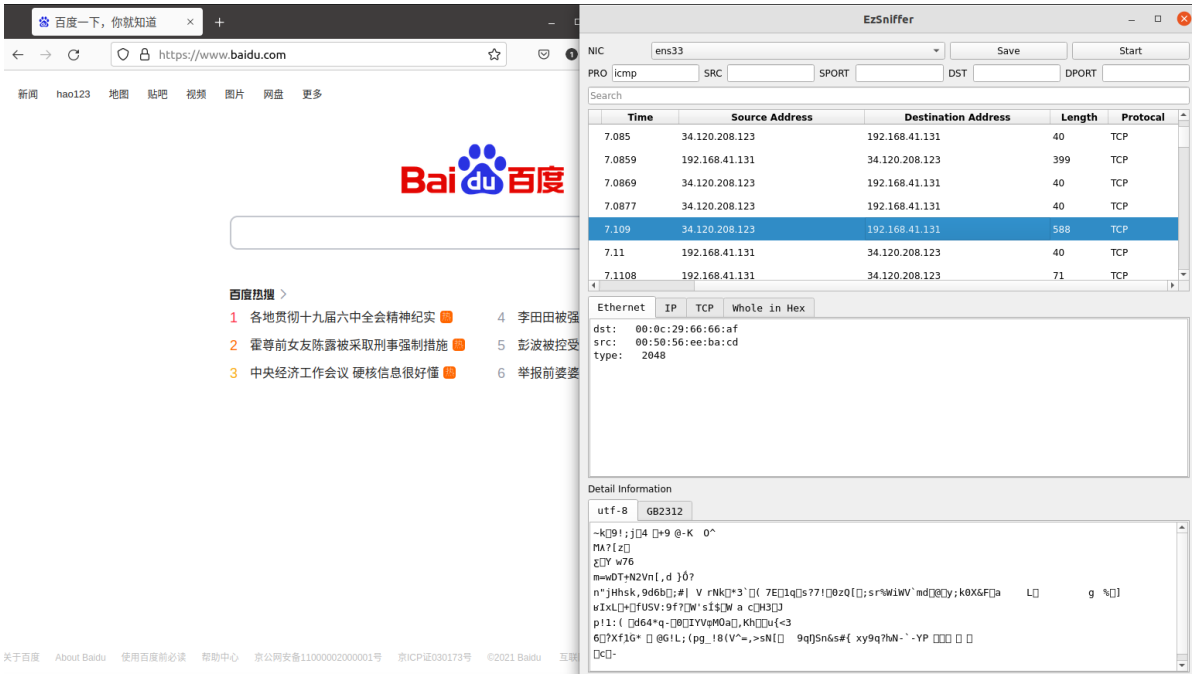 百度一下，你就知道
https://www.baidu.com
新闻 hao123 地图 贴吧 视频 图片 网盘 更多
Bai du 百度
百度热搜
1 各地贯彻十九届六中全会精神纪实 热
2 霍尊前女友陈露被采取刑事强制措施 热
3 中央经济工作会议 硬核信息很好懂 热
4 李田田被强
5 彭波被控受
6 举报前婆婆
关于百度 About Baidu 使用百度前必读 帮助中心 京公网安备11000002000001号 京ICP证030173号 ©2021 Baidu 互联
EzSniffer
NIC ens33 Save Start
PRO icmp SRC SPORT DST DPORT
Search
Time Source Address Destination Address Length Protocal
7.085 34.120.208.123 192.168.41.131 40 TCP
7.0859 192.168.41.131 34.120.208.123 399 TCP
7.0869 192.168.41.131 34.120.208.123 40 TCP
7.0877 34.120.208.123 192.168.41.131 40 TCP
7.109 34.120.208.123 192.168.41.131 588 TCP
7.11 192.168.41.131 34.120.208.123 40 TCP
7.1108 192.168.41.131 34.120.208.123 71 TCP
Ethernet IP TCP Whole in Hex
dst: 00:0c:29:66:66:af
src: 00:50:56:ee:ba:cd
type: 2048
Detail Information
utf-8 GB2312